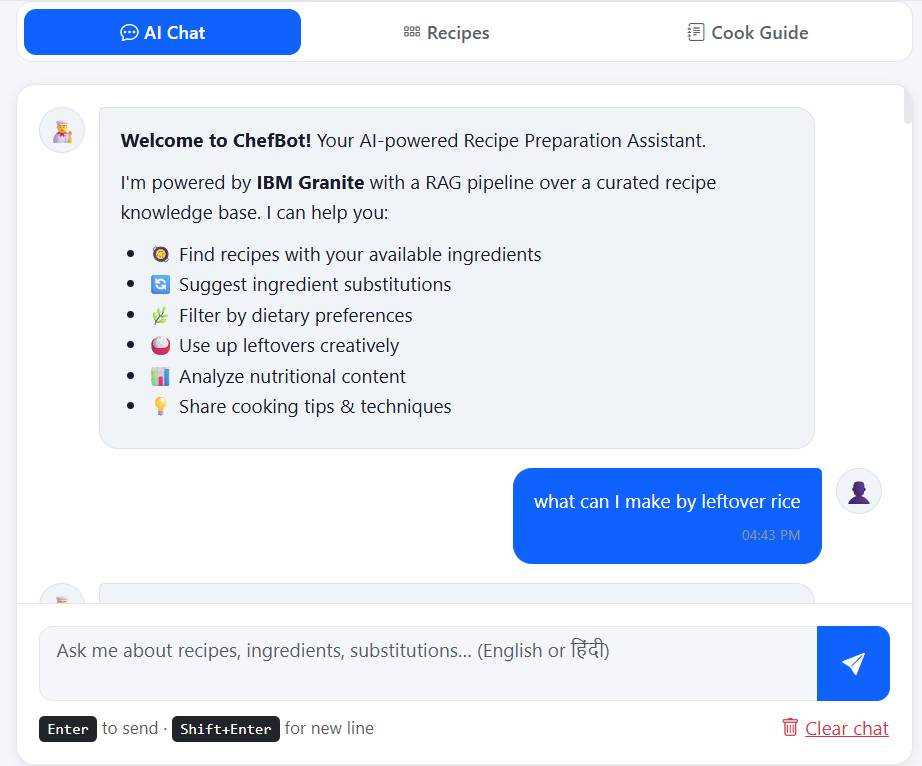 AI Chat
Recipes
Cook Guide
Welcome to ChefBot! Your AI-powered Recipe Preparation Assistant.
I'm powered by IBM Granite with a RAG pipeline over a curated recipe
knowledge base. I can help you:
Find recipes with your available ingredients
Suggest ingredient substitutions
Filter by dietary preferences
Use up leftovers creatively
Analyze nutritional content
Share cooking tips & techniques
what can I make by leftover rice
04:43 PM
Ask me about recipes, ingredients, substitutions... (English or हिंदी)
Enter to send · Shift+Enter for new line
Clear chat